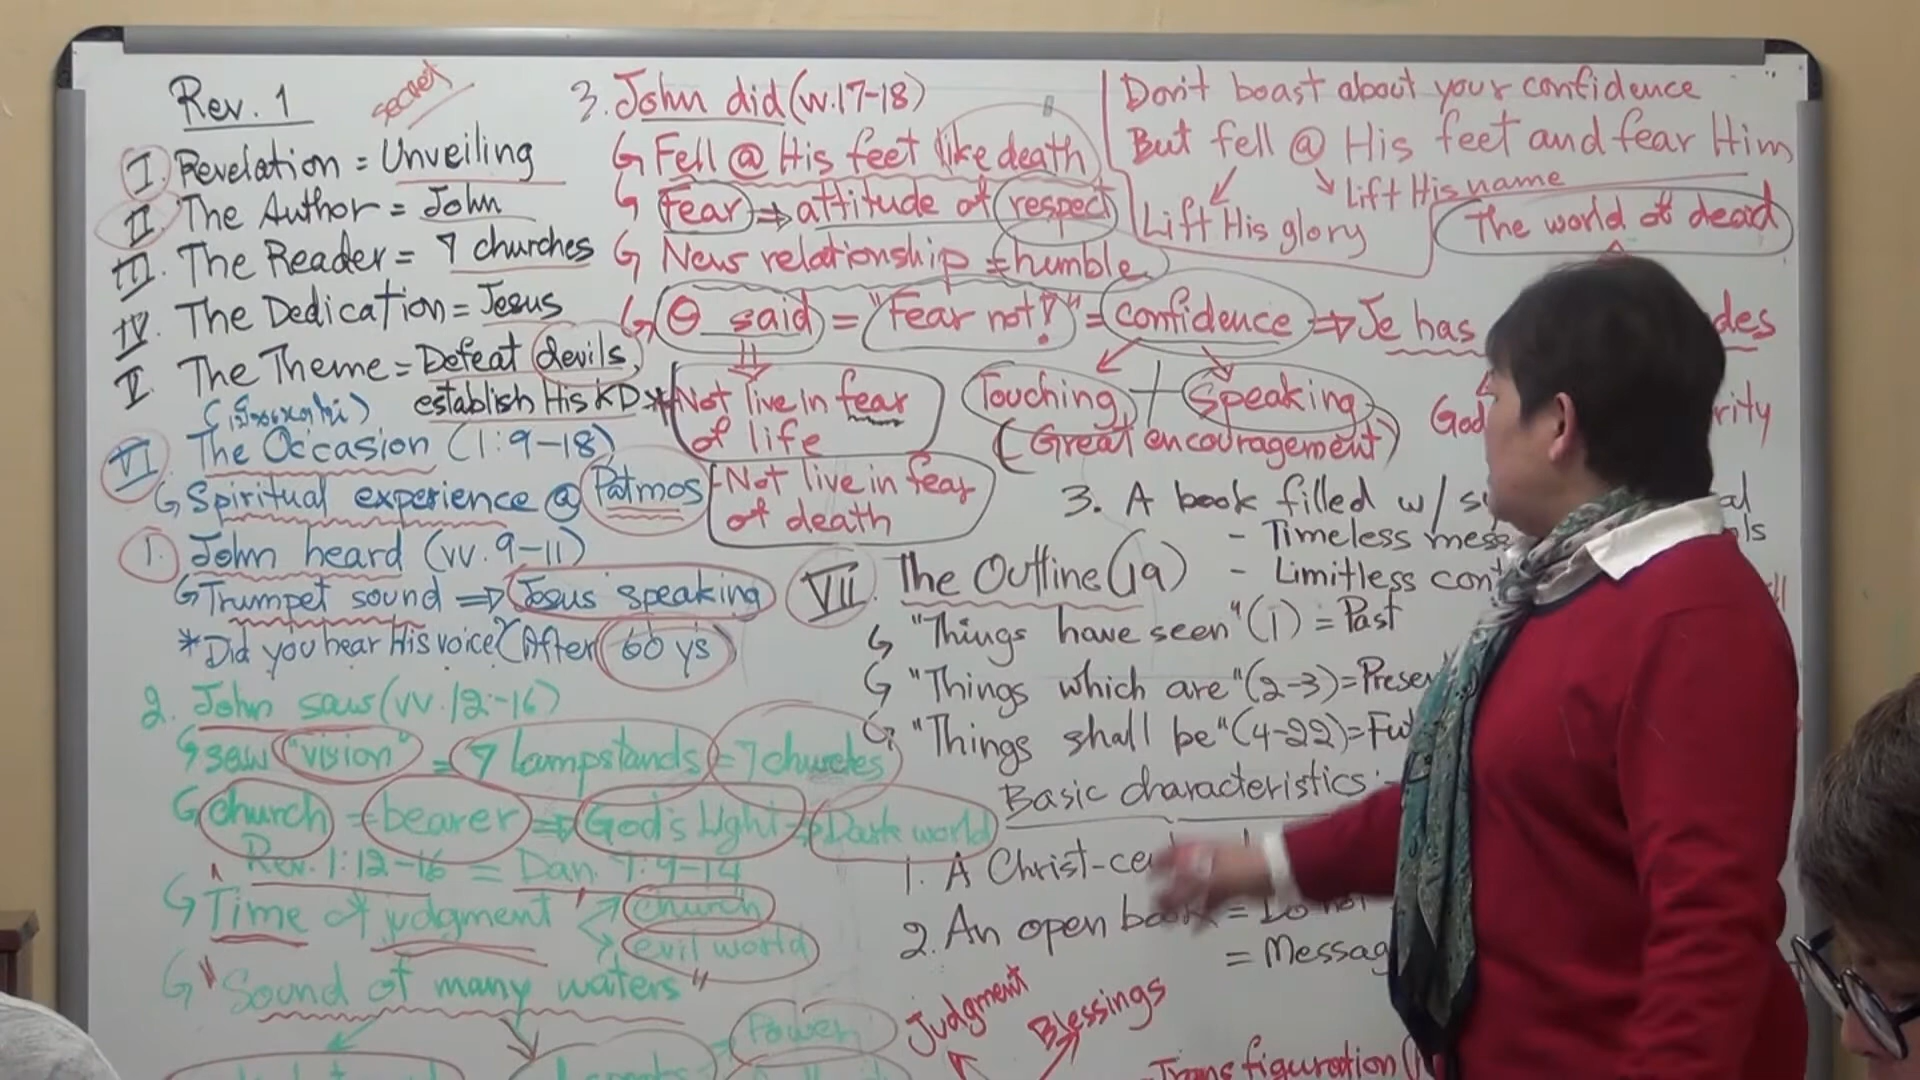 Rev. 1
secret
I. Revelation = Unveiling
II. The Author = John
III. The Reader = 7 churches
IV. The Dedication = Jesus
V. The Theme = Defeat devils,
establish His KD
VI. The Occasion (1:9-18)
Spiritual experience @ Patmos
1. John heard (vv. 9-11)
Trumpet sound ⇒ Jesus speaking
*Did you hear His voice? (After 60 ys)
2. John saw (vv. 12-16)
saw "vision" = 7 lampstands = 7 churches
church = bearer ⇒ God's Light ⇒ Dark world
Rev. 1:12-16 = Dan. 7:9-14
Time of judgment
church
evil world
"Sound of many waters"
Power
3. John did (vv.17-18)
Fell @ His feet like death
Fear ⇒ attitude of respect
New relationship = humble
said = "Fear not!" = confidence ⇒ Je has
des
*Not live in fear
of life
-Not live in fear
of death
Touching + Speaking
(Great encouragement)
God
rity
Don't boast about your confidence
But fell @ His feet and fear Him
Lift His name
Lift His glory
The world of dead
3. A book filled w/
- Timeless
- Limitless
VII. The Outline (19)
"Things have seen" (1) = Past
"Things which are" (2-3) =
"Things shall be" (4-22) =
Basic characteristics:-
1. A
2. An open book =
=
Judgment
Blessings